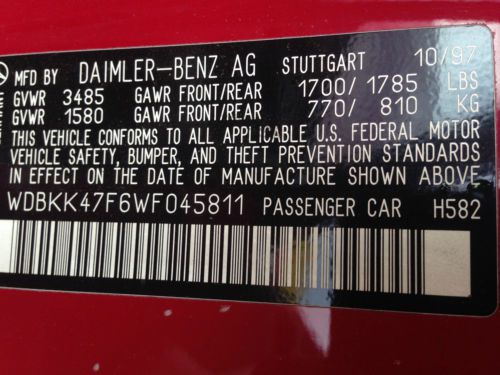 MFD BY DAIMLER-BENZ AG STUTTGART 10/97
GVWR 3485 GAWR FRONT/REAR 1700/1785 LBS
GVWR 1580 GAWR FRONT/REAR 770/ 810 KG
THIS VEHICLE CONFORMS TO ALL APPLICABLE U.S. FEDERAL MOTOR
VEHICLE SAFETY, BUMPER, AND THEFT PREVENTION STANDARDS
IN EFFECT ON THE DATE OF MANUFACTURE SHOWN ABOVE
WDBKK47F6WF045811 PASSENGER CAR H582